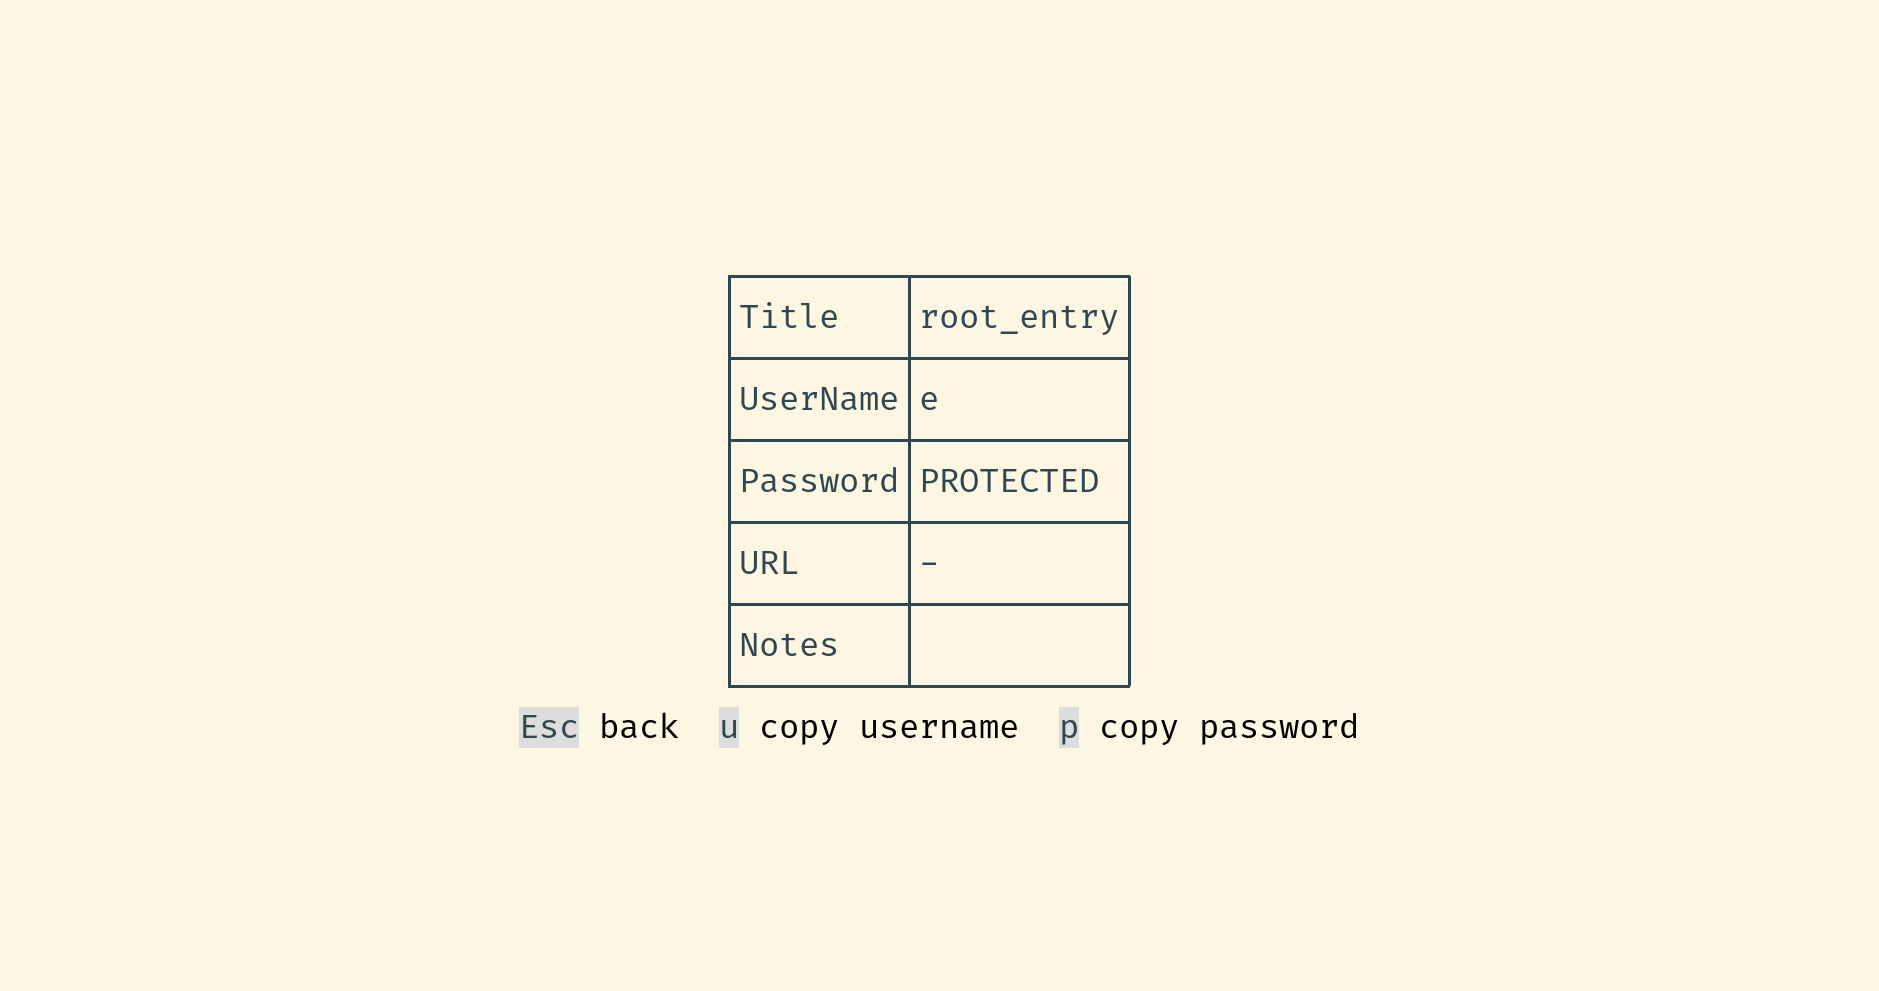 Title root_entry
UserName e
Password PROTECTED
URL -
Notes
Esc back u copy username p copy password